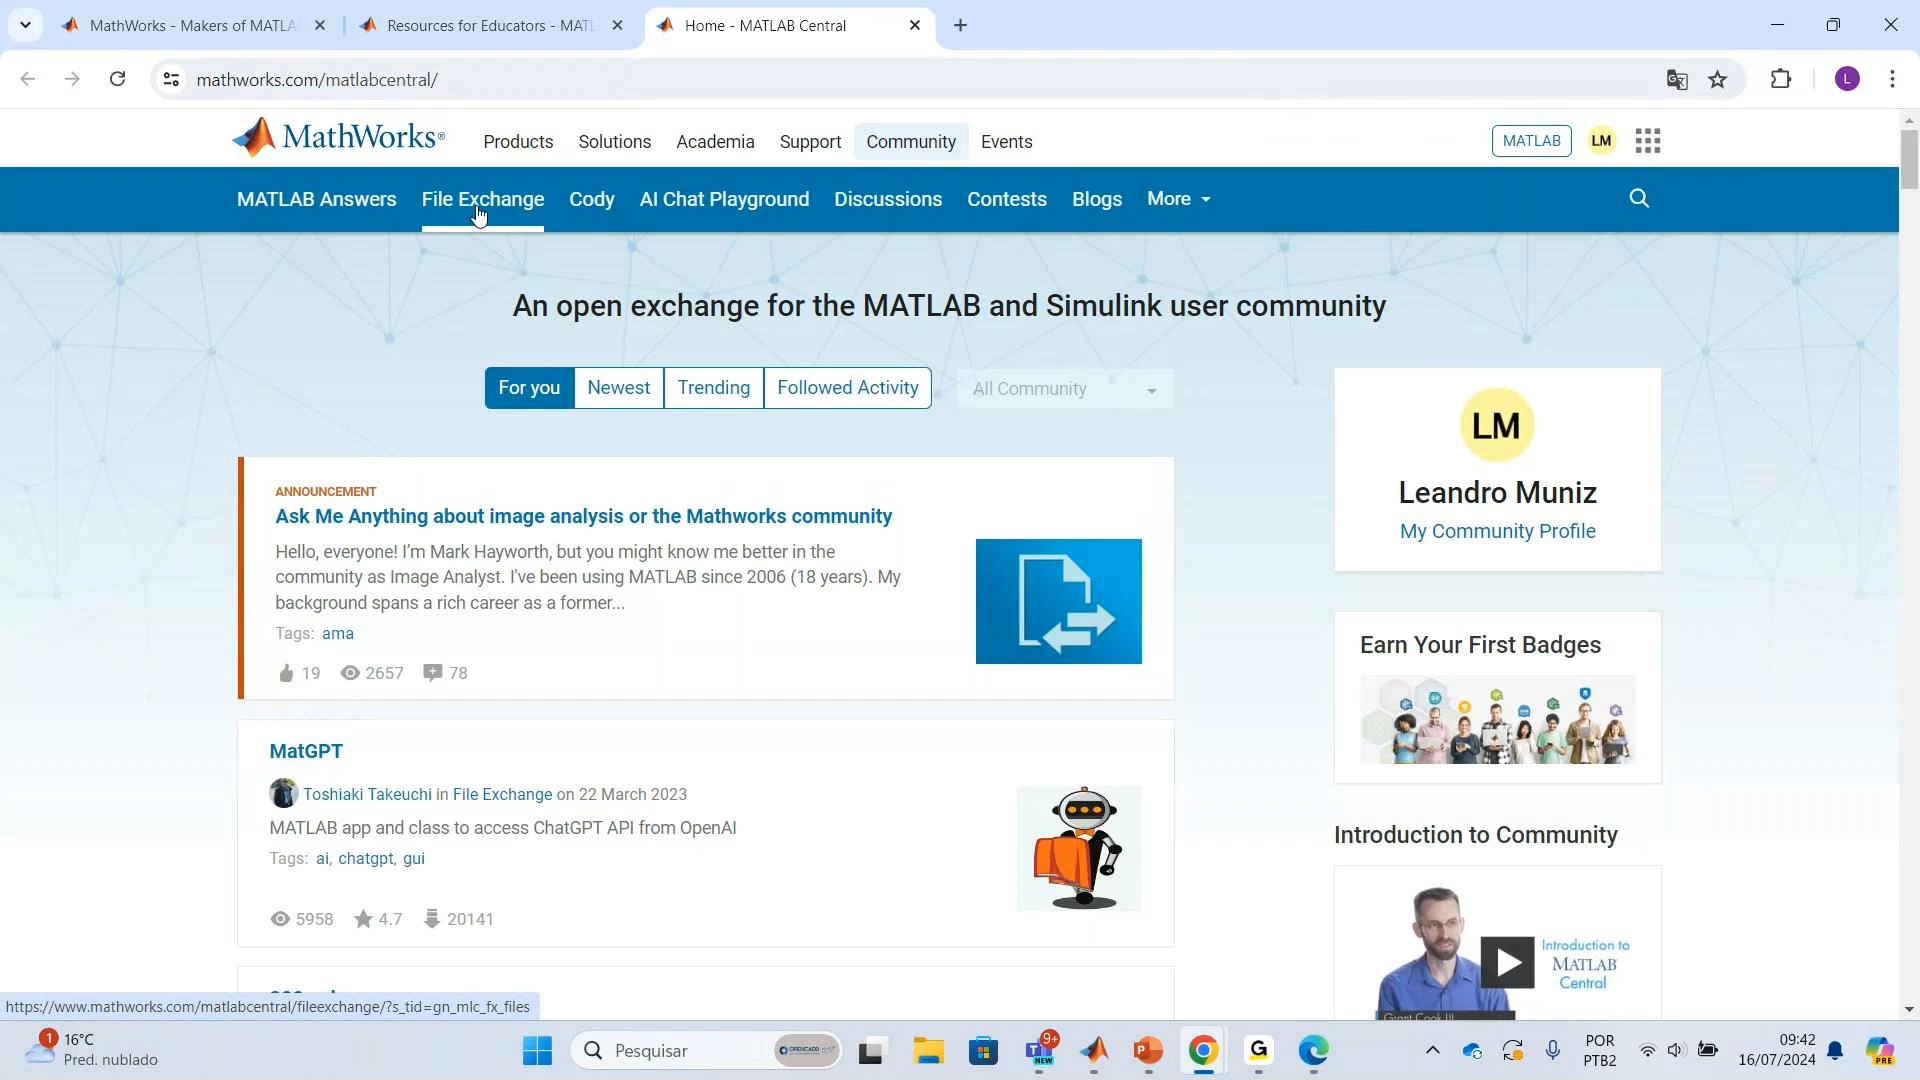 MathWorks - Makers of MATLA
Resources for Educators - MATL
Home - MATLAB Central
mathworks.com/matlabcentral/
L
MathWorks®
Products
Solutions
Academia
Support
Community
Events
MATLAB
LM
MATLAB Answers
File Exchange
Cody
AI Chat Playground
Discussions
Contests
Blogs
More
An open exchange for the MATLAB and Simulink user community
For you
Newest
Trending
Followed Activity
All Community
LM
Leandro Muniz
My Community Profile
ANNOUNCEMENT
Ask Me Anything about image analysis or the Mathworks community
Hello, everyone! I'm Mark Hayworth, but you might know me better in the
community as Image Analyst. I've been using MATLAB since 2006 (18 years). My
background spans a rich career as a former...
Tags: ama
19
2657
78
Earn Your First Badges
MatGPT
Toshiaki Takeuchi in File Exchange on 22 March 2023
MATLAB app and class to access ChatGPT API from OpenAI
Tags: ai, chatgpt, gui
5958
4.7
20141
Introduction to Community
Introduction to
MATLAB
Central
https://www.mathworks.com/matlabcentral/fileexchange/?s_tid=gn_mlc_fx_files
1
16°C
Pred. nublado
Pesquisar
OPENCADD
9+
NEW
G
POR
PTB2
09:42
16/07/2024
PRE